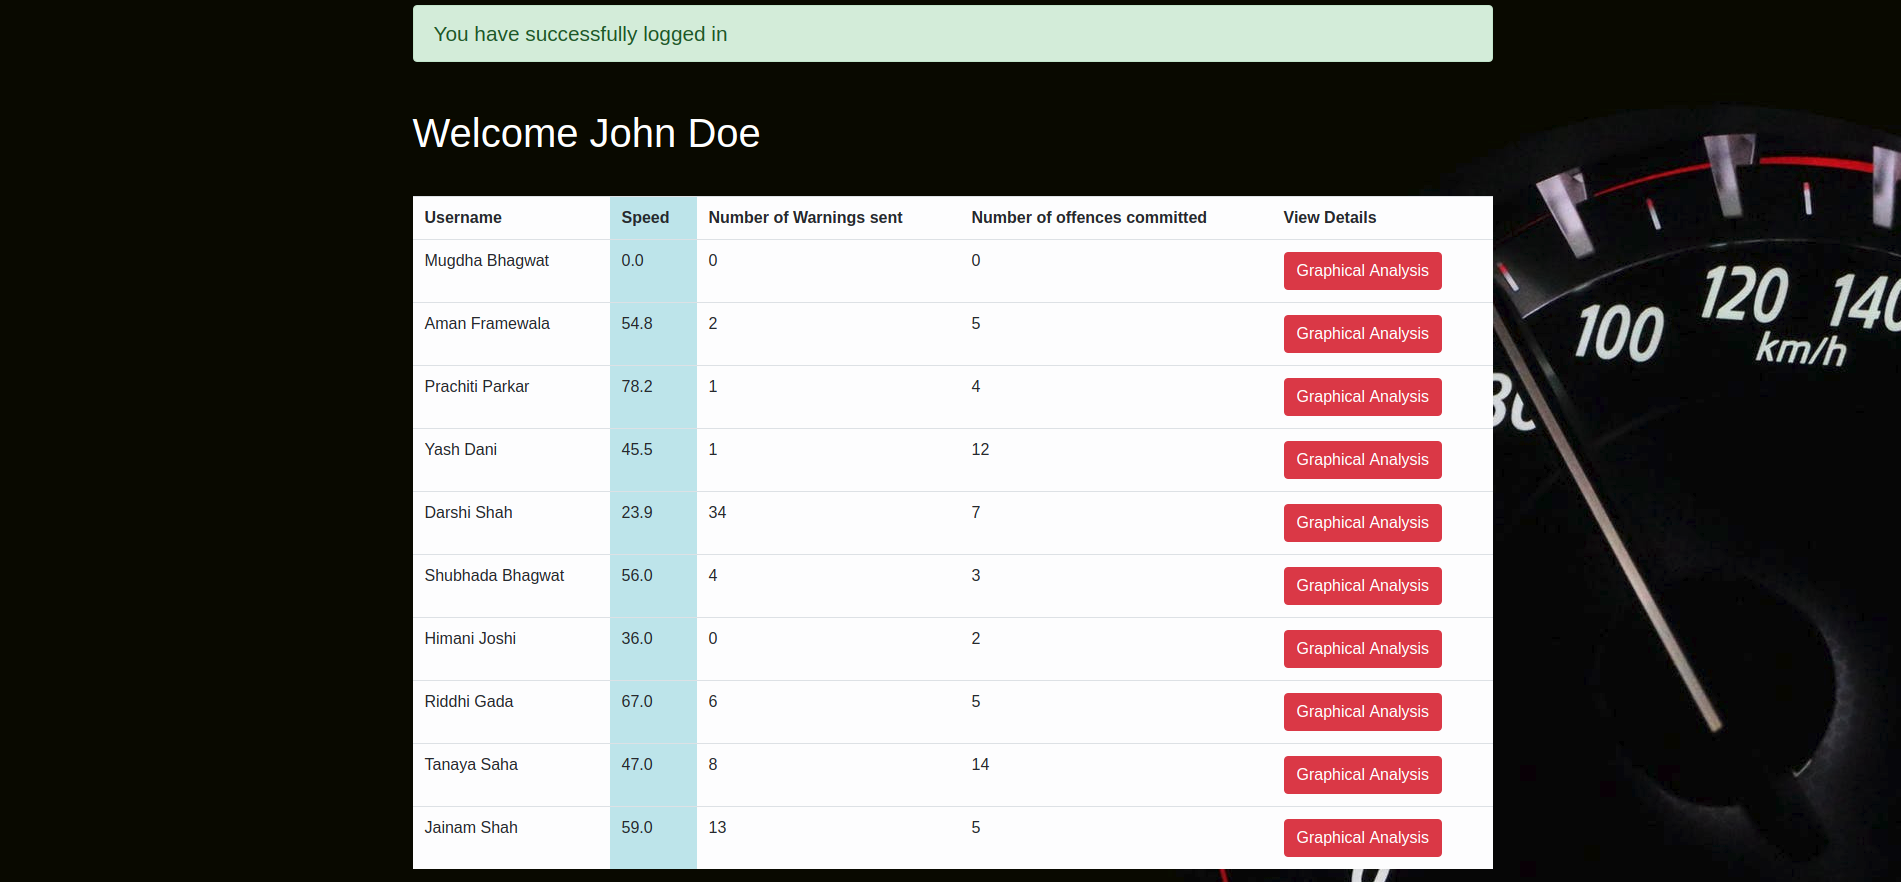 You have successfully logged in
Welcome John Doe
Username Speed Number of Warnings sent Number of offences committed View Details
Mugdha Bhagwat 0.0 0 0 Graphical Analysis
Aman Framewala 54.8 2 5 Graphical Analysis
Prachiti Parkar 78.2 1 4 Graphical Analysis
Yash Dani 45.5 1 12 Graphical Analysis
Darshi Shah 23.9 34 7 Graphical Analysis
Shubhada Bhagwat 56.0 4 3 Graphical Analysis
Himani Joshi 36.0 0 2 Graphical Analysis
Riddhi Gada 67.0 6 5 Graphical Analysis
Tanaya Saha 47.0 8 14 Graphical Analysis
Jainam Shah 59.0 13 5 Graphical Analysis
80 100 120 140
km/h